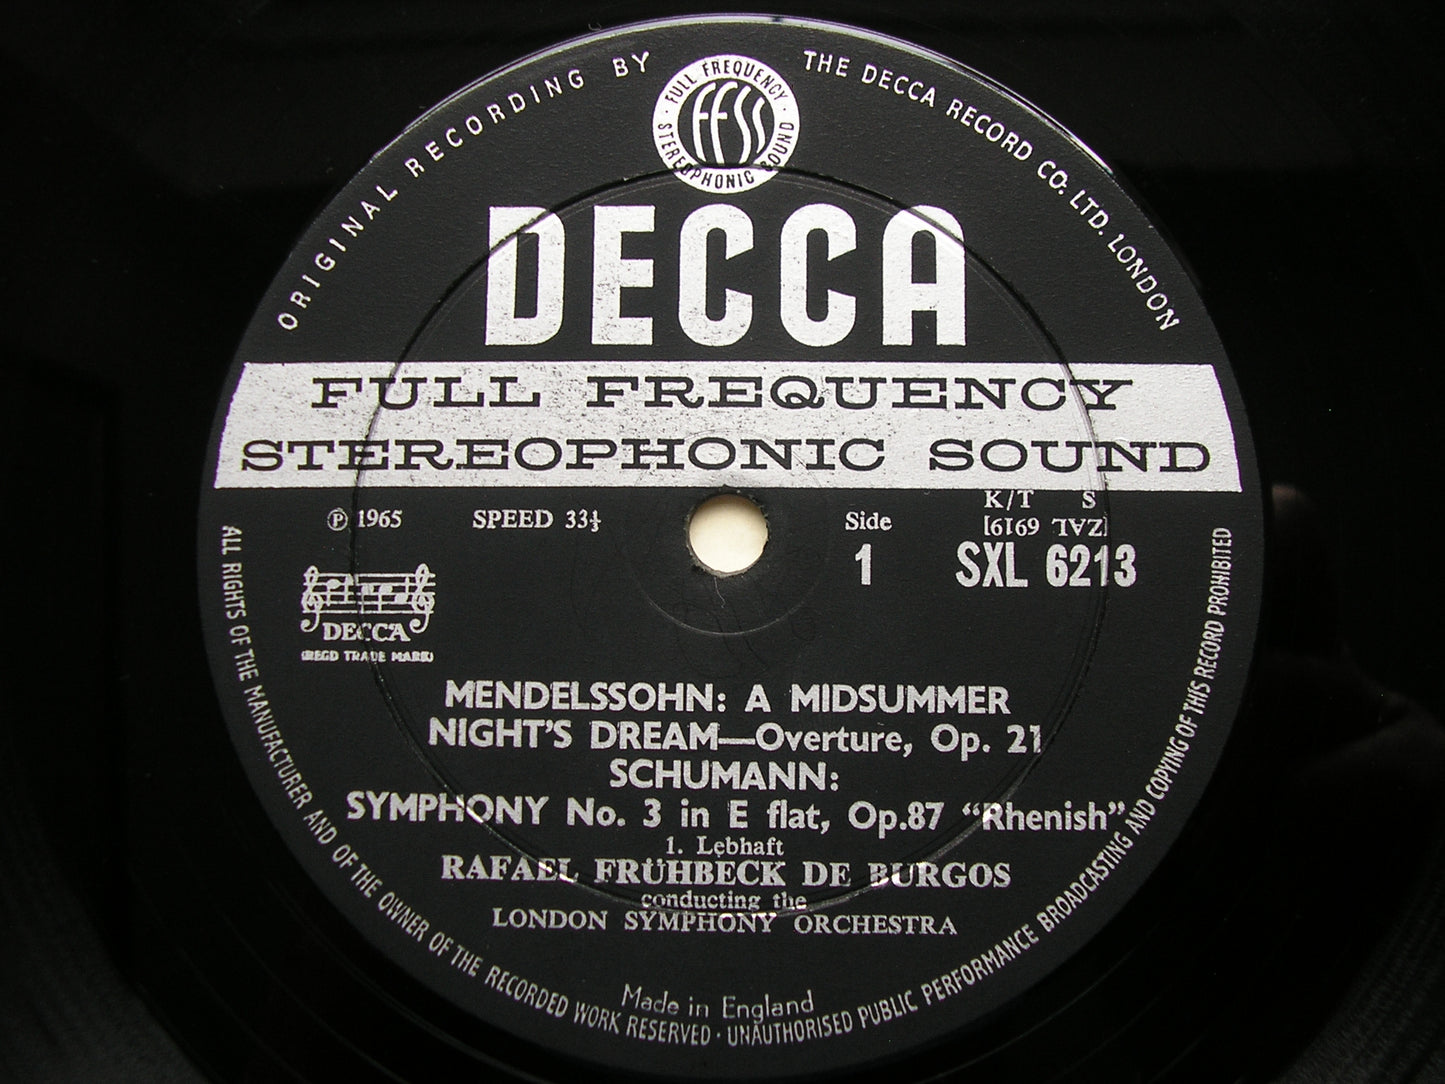 ORIGINAL RECORDING BY THE DECCA RECORD CO. LTD. LONDON
FULL FREQUENCY STEREOPHONIC SOUND
FFSS
DECCA
FULL FREQUENCY
STEREOPHONIC SOUND
K/T S
℗ 1965 SPEED 33⅓ Side [ZAL 6919]
1 SXL 6213
DECCA
(REGD TRADE MARK)
MENDELSSOHN: A MIDSUMMER
NIGHT'S DREAM—Overture, Op. 21
SCHUMANN:
SYMPHONY No. 3 in E flat, Op.87 “Rhenish”
1. Lebhaft
RAFAEL FRÜHBECK DE BURGOS
conducting the
LONDON SYMPHONY ORCHESTRA
Made in England
ALL RIGHTS OF THE MANUFACTURER AND OF THE OWNER OF THE RECORDED WORK RESERVED · UNAUTHORISED PUBLIC PERFORMANCE BROADCASTING AND COPYING OF THIS RECORD PROHIBITED